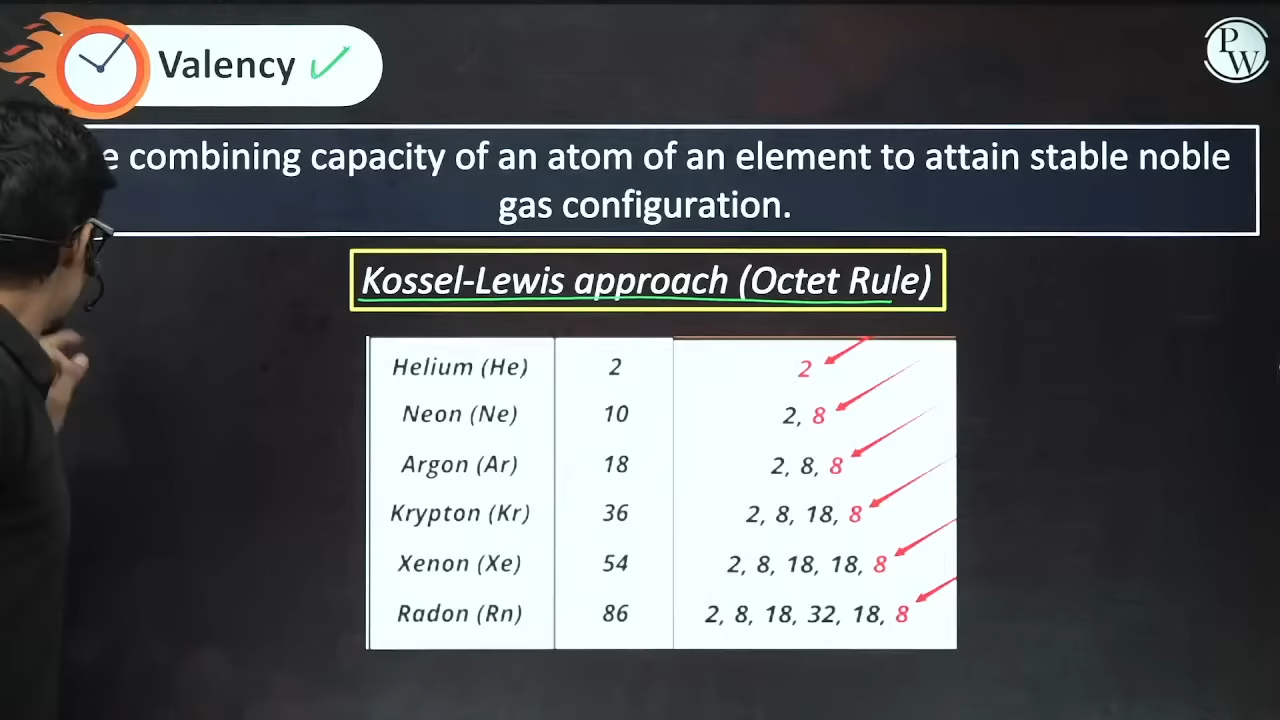 Valency
PW
e combining capacity of an atom of an element to attain stable noble
gas configuration.
Kossel-Lewis approach (Octet Rule)
Helium (He) 2 2
Neon (Ne) 10 2, 8
Argon (Ar) 18 2, 8, 8
Krypton (Kr) 36 2, 8, 18, 8
Xenon (Xe) 54 2, 8, 18, 18, 8
Radon (Rn) 86 2, 8, 18, 32, 18, 8